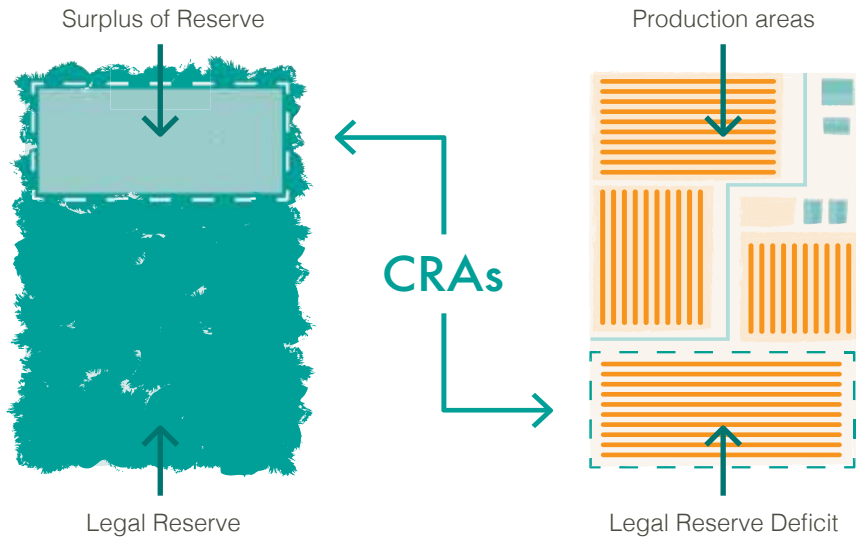 Surplus of Reserve
Production areas
CRAs
Legal Reserve
Legal Reserve Deficit